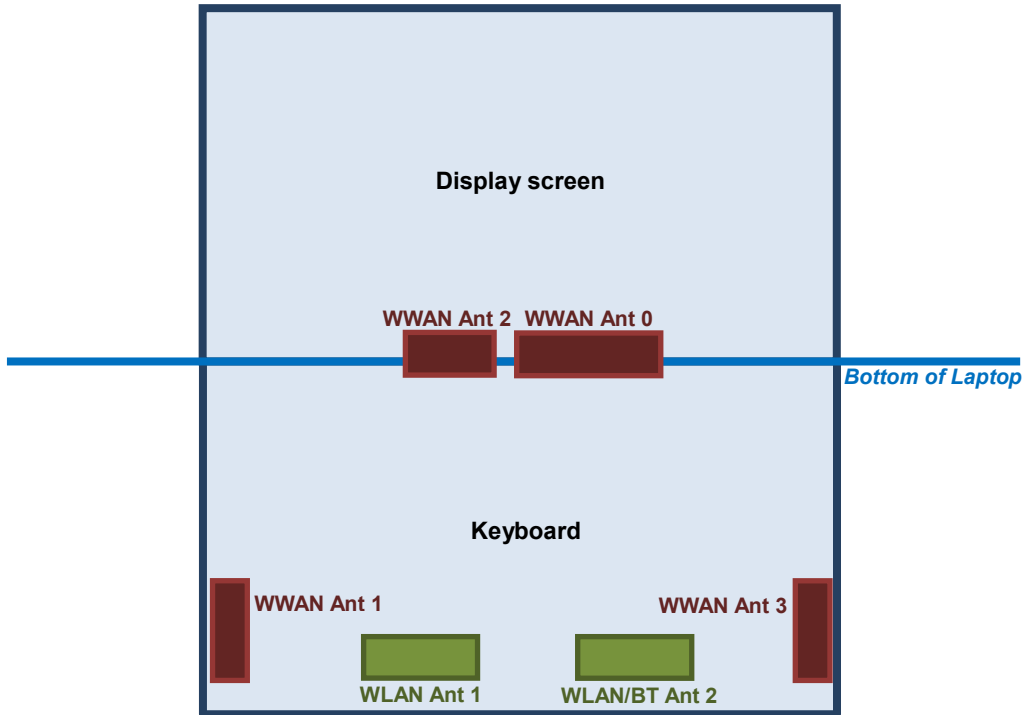 Display screen
WWAN Ant 2 WWAN Ant 0
Bottom of Laptop
Keyboard
WWAN Ant 1
WWAN Ant 3
WLAN Ant 1
WLAN/BT Ant 2